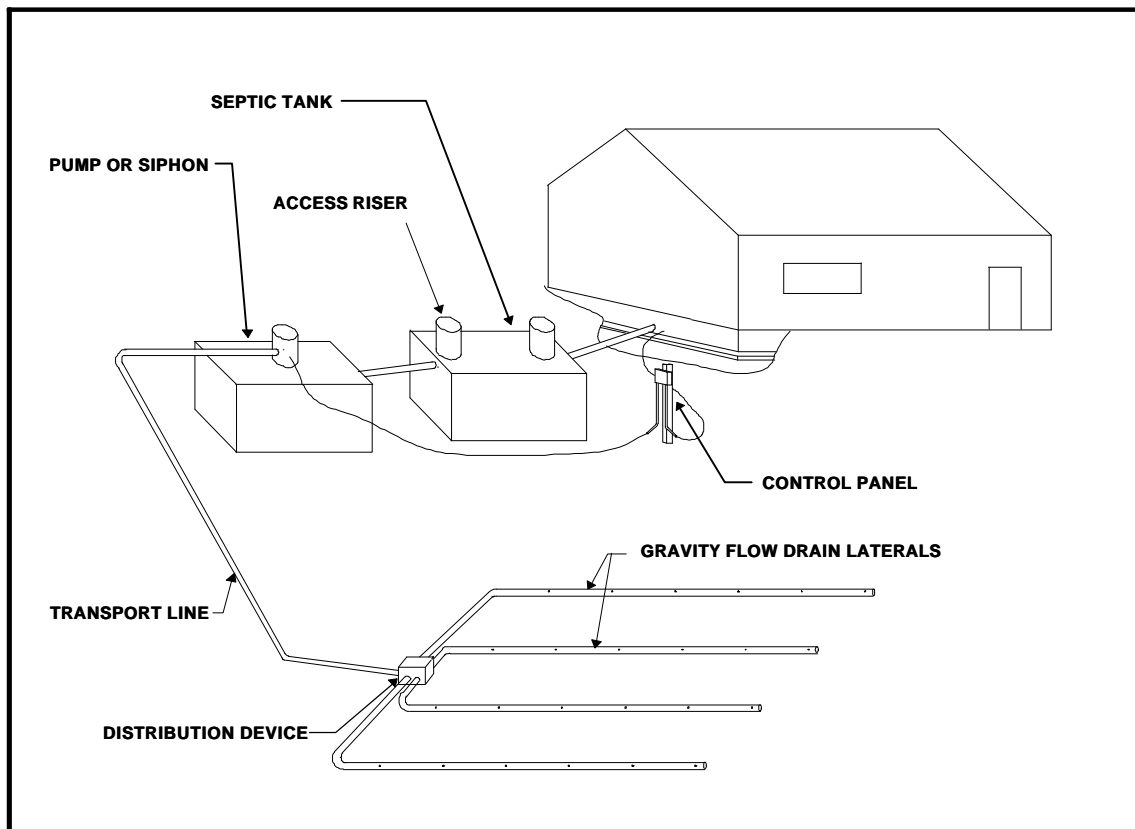 SEPTIC TANK
PUMP OR SIPHON
ACCESS RISER
CONTROL PANEL
GRAVITY FLOW DRAIN LATERALS
TRANSPORT LINE
DISTRIBUTION DEVICE